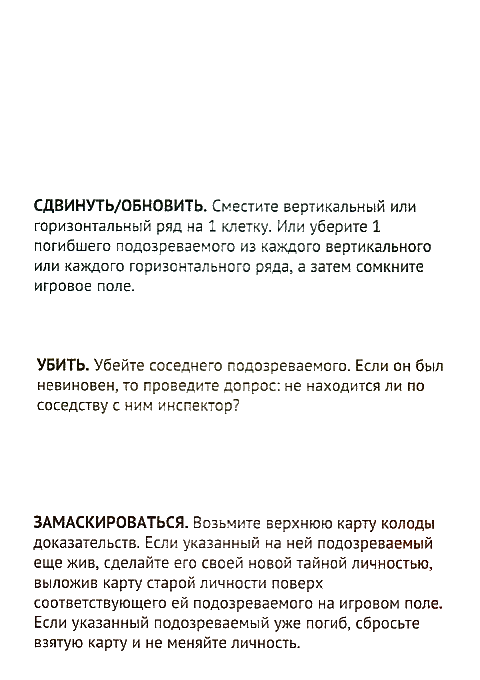 СДВИНУТЬ/ОБНОВИТЬ. Сместите вертикальный или
горизонтальный ряд на 1 клетку. Или уберите 1
погибшего подозреваемого из каждого вертикального
или каждого горизонтального ряда, а затем сомкните
игровое поле.
УБИТЬ. Убейте соседнего подозреваемого. Если он был
невиновен, то проведите допрос: не находится ли по
соседству с ним инспектор?
ЗАМАСКИРОВАТЬСЯ. Возьмите верхнюю карту колоды
доказательств. Если указанный на ней подозреваемый
еще жив, сделайте его своей новой тайной личностью,
выложив карту старой личности поверх
соответствующего ей подозреваемого на игровом поле.
Если указанный подозреваемый уже погиб, сбросьте
взятую карту и не меняйте личность.